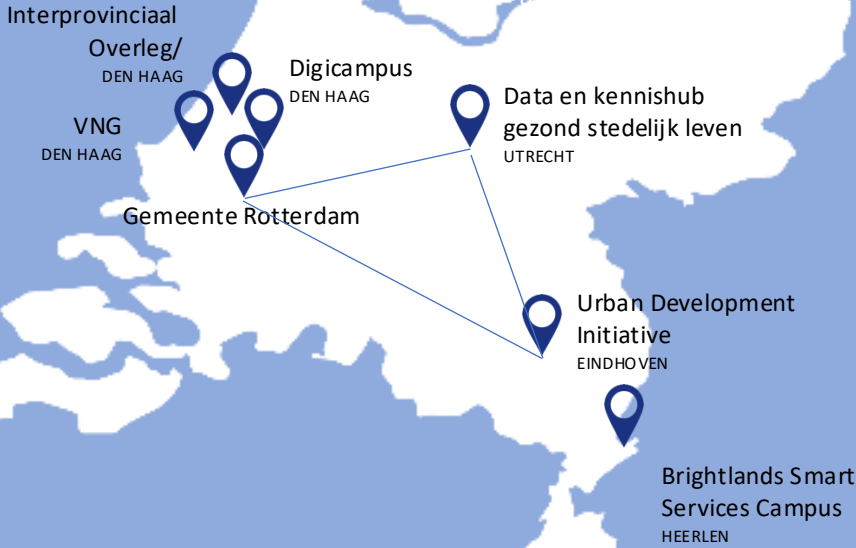 Interprovinciaal
Overleg/
DEN HAAG
Digicampus
DEN HAAG
VNG
DEN HAAG
Data en kennishub
gezond stedelijk leven
UTRECHT
Gemeente Rotterdam
Urban Development
Initiative
EINDHOVEN
Brightlands Smart
Services Campus
HEERLEN